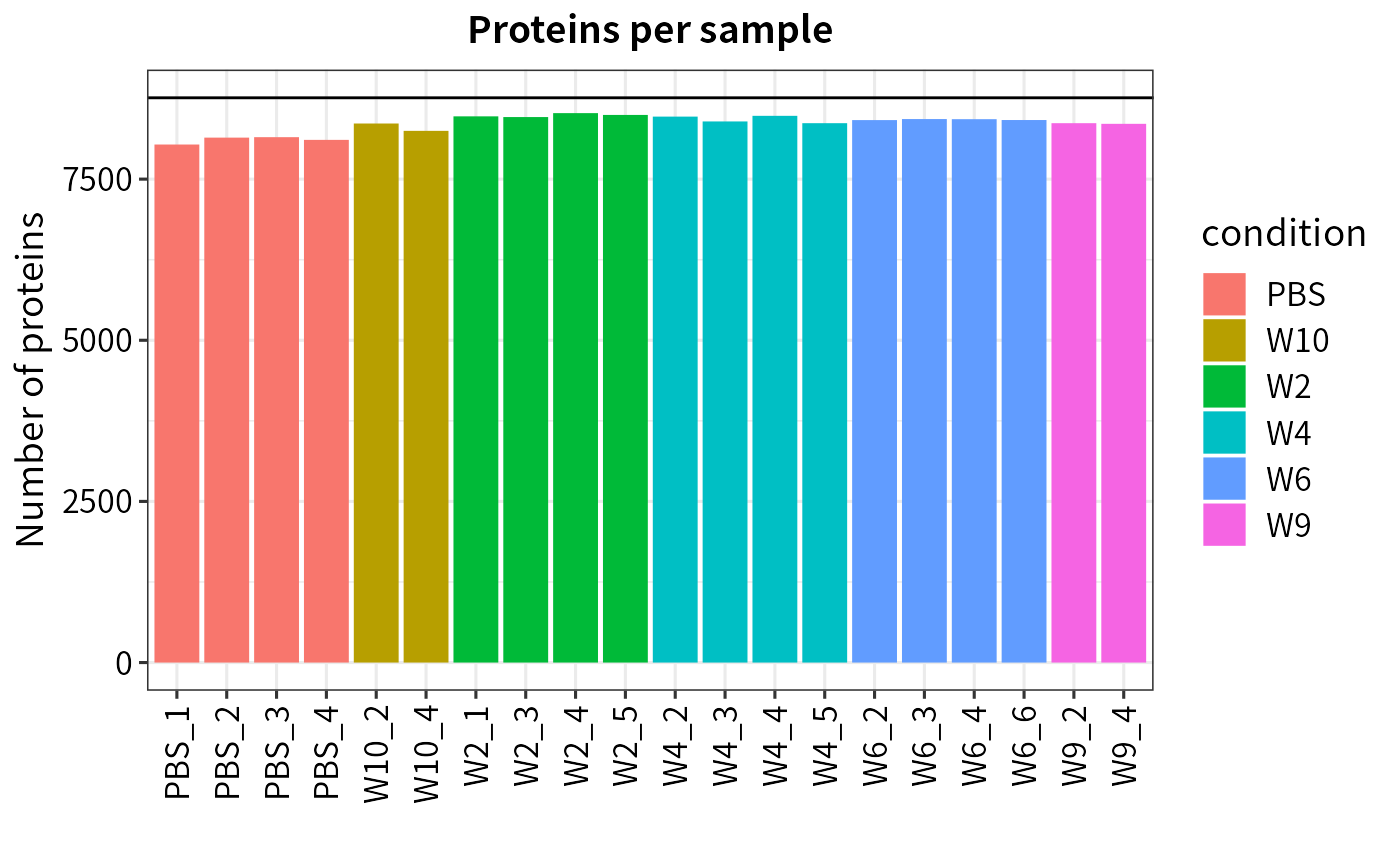 Proteins per sample
Number of proteins
7500
5000
2500
0
PBS_1
PBS_2
PBS_3
PBS_4
W10_2
W10_4
W2_1
W2_3
W2_4
W2_5
W4_2
W4_3
W4_4
W4_5
W6_2
W6_3
W6_4
W6_6
W9_2
W9_4
condition
PBS
W10
W2
W4
W6
W9